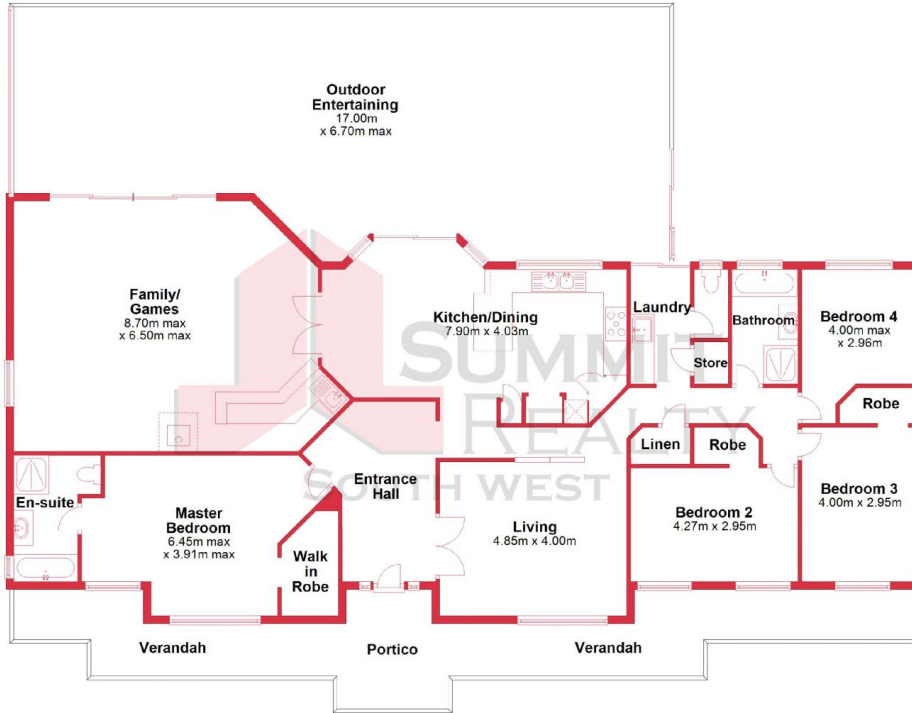 Outdoor
Entertaining
17.00m
x 6.70m max
Family/
Games
8.70m max
x 6.50m max
Kitchen/Dining
7.90m x 4.03m
Laundry
Bathroom
Bedroom 4
4.00m max
x 2.96m
Store
Robe
SUMMIT
REALTY
SOUTH WEST
Linen
Robe
En-suite
Master
Bedroom
6.45m max
x 3.91m max
Entrance
Hall
Walk
in
Robe
Living
4.85m x 4.00m
Bedroom 2
4.27m x 2.95m
Bedroom 3
4.00m x 2.95m
Verandah
Portico
Verandah